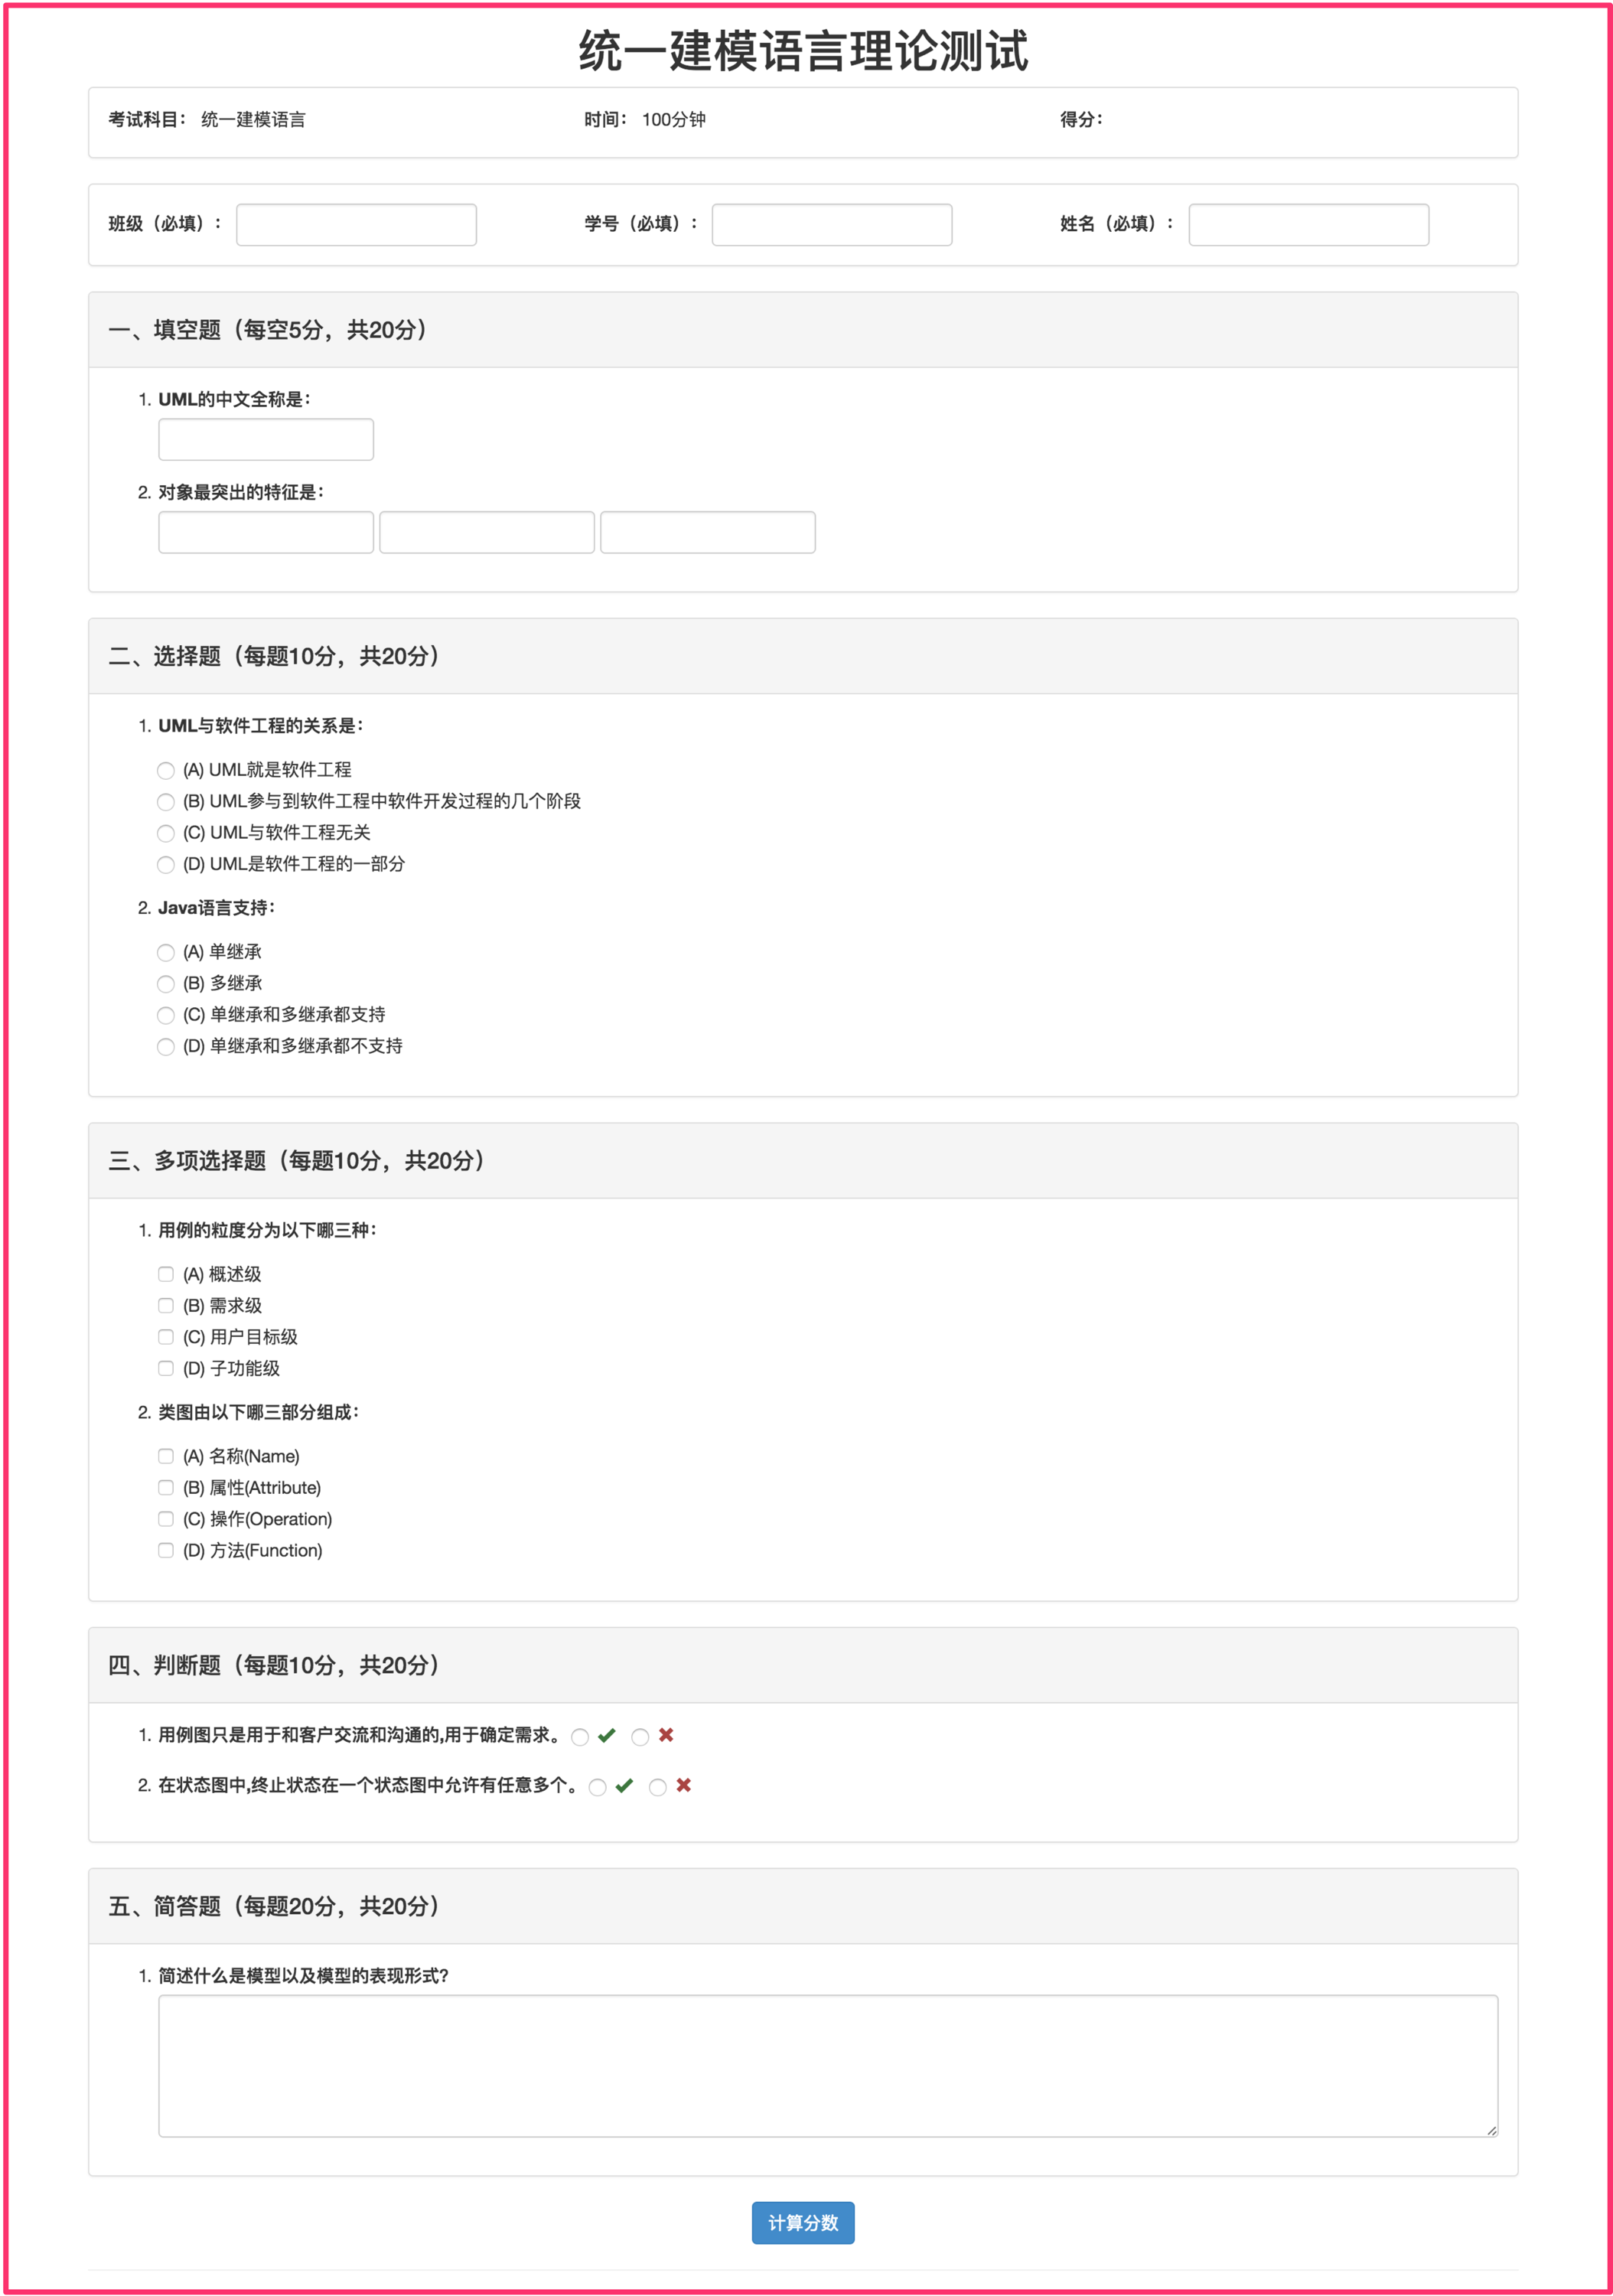 统一建模语言理论测试
考试科目： 统一建模语言 时间： 100分钟 得分：
班级（必填）： 学号（必填）： 姓名（必填）：
一、填空题（每空5分，共20分）
1. UML的中文全称是：
2. 对象最突出的特征是：
二、选择题（每题10分，共20分）
1. UML与软件工程的关系是：
(A) UML就是软件工程
(B) UML参与到软件工程中软件开发过程的几个阶段
(C) UML与软件工程无关
(D) UML是软件工程的一部分
2. Java语言支持：
(A) 单继承
(B) 多继承
(C) 单继承和多继承都支持
(D) 单继承和多继承都不支持
三、多项选择题（每题10分，共20分）
1. 用例的粒度分为以下哪三种：
(A) 概述级
(B) 需求级
(C) 用户目标级
(D) 子功能级
2. 类图由以下哪三部分组成：
(A) 名称(Name)
(B) 属性(Attribute)
(C) 操作(Operation)
(D) 方法(Function)
四、判断题（每题10分，共20分）
1. 用例图只是用于和客户交流和沟通的,用于确定需求。
2. 在状态图中,终止状态在一个状态图中允许有任意多个。
五、简答题（每题20分，共20分）
1. 简述什么是模型以及模型的表现形式?
计算分数